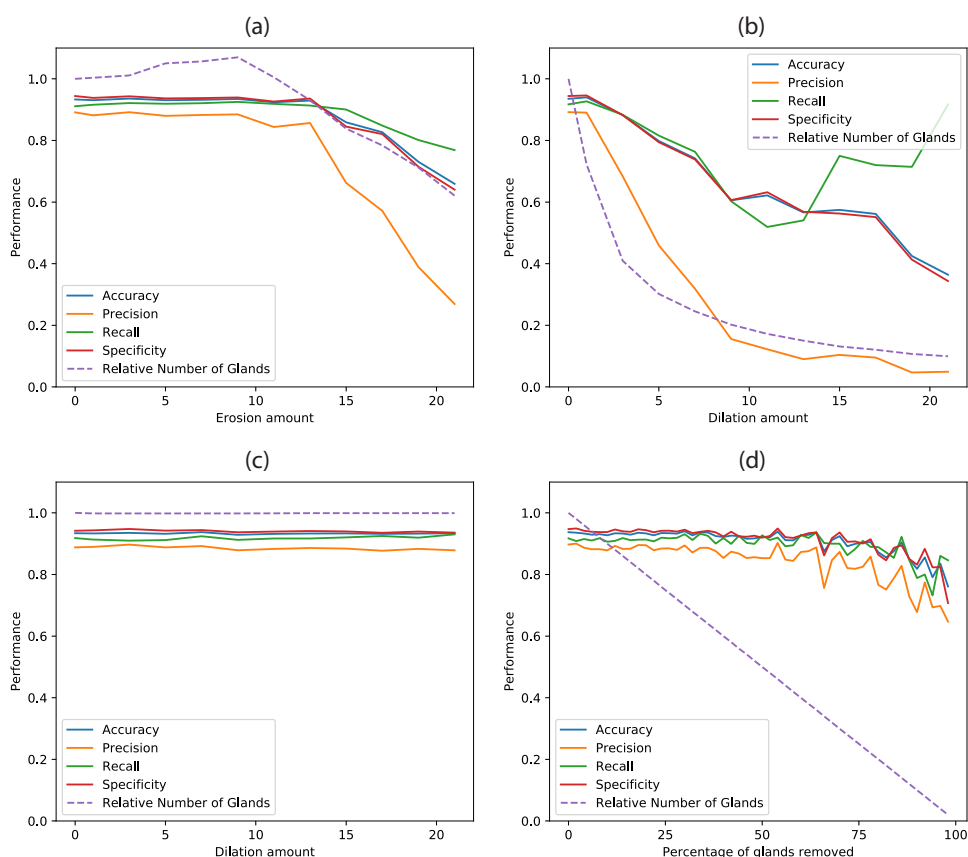 (a)
1.0
0.8
0.6
0.4
0.2
0.0
Performance
Accuracy
Precision
Recall
Specificity
Relative Number of Glands
0 5 10 15 20
Erosion amount
(b)
1.0
0.8
0.6
0.4
0.2
0.0
Performance
Accuracy
Precision
Recall
Specificity
Relative Number of Glands
0 5 10 15 20
Dilation amount
(c)
1.0
0.8
0.6
0.4
0.2
0.0
Performance
Accuracy
Precision
Recall
Specificity
Relative Number of Glands
0 5 10 15 20
Dilation amount
(d)
1.0
0.8
0.6
0.4
0.2
0.0
Performance
Accuracy
Precision
Recall
Specificity
Relative Number of Glands
0 25 50 75 100
Percentage of glands removed